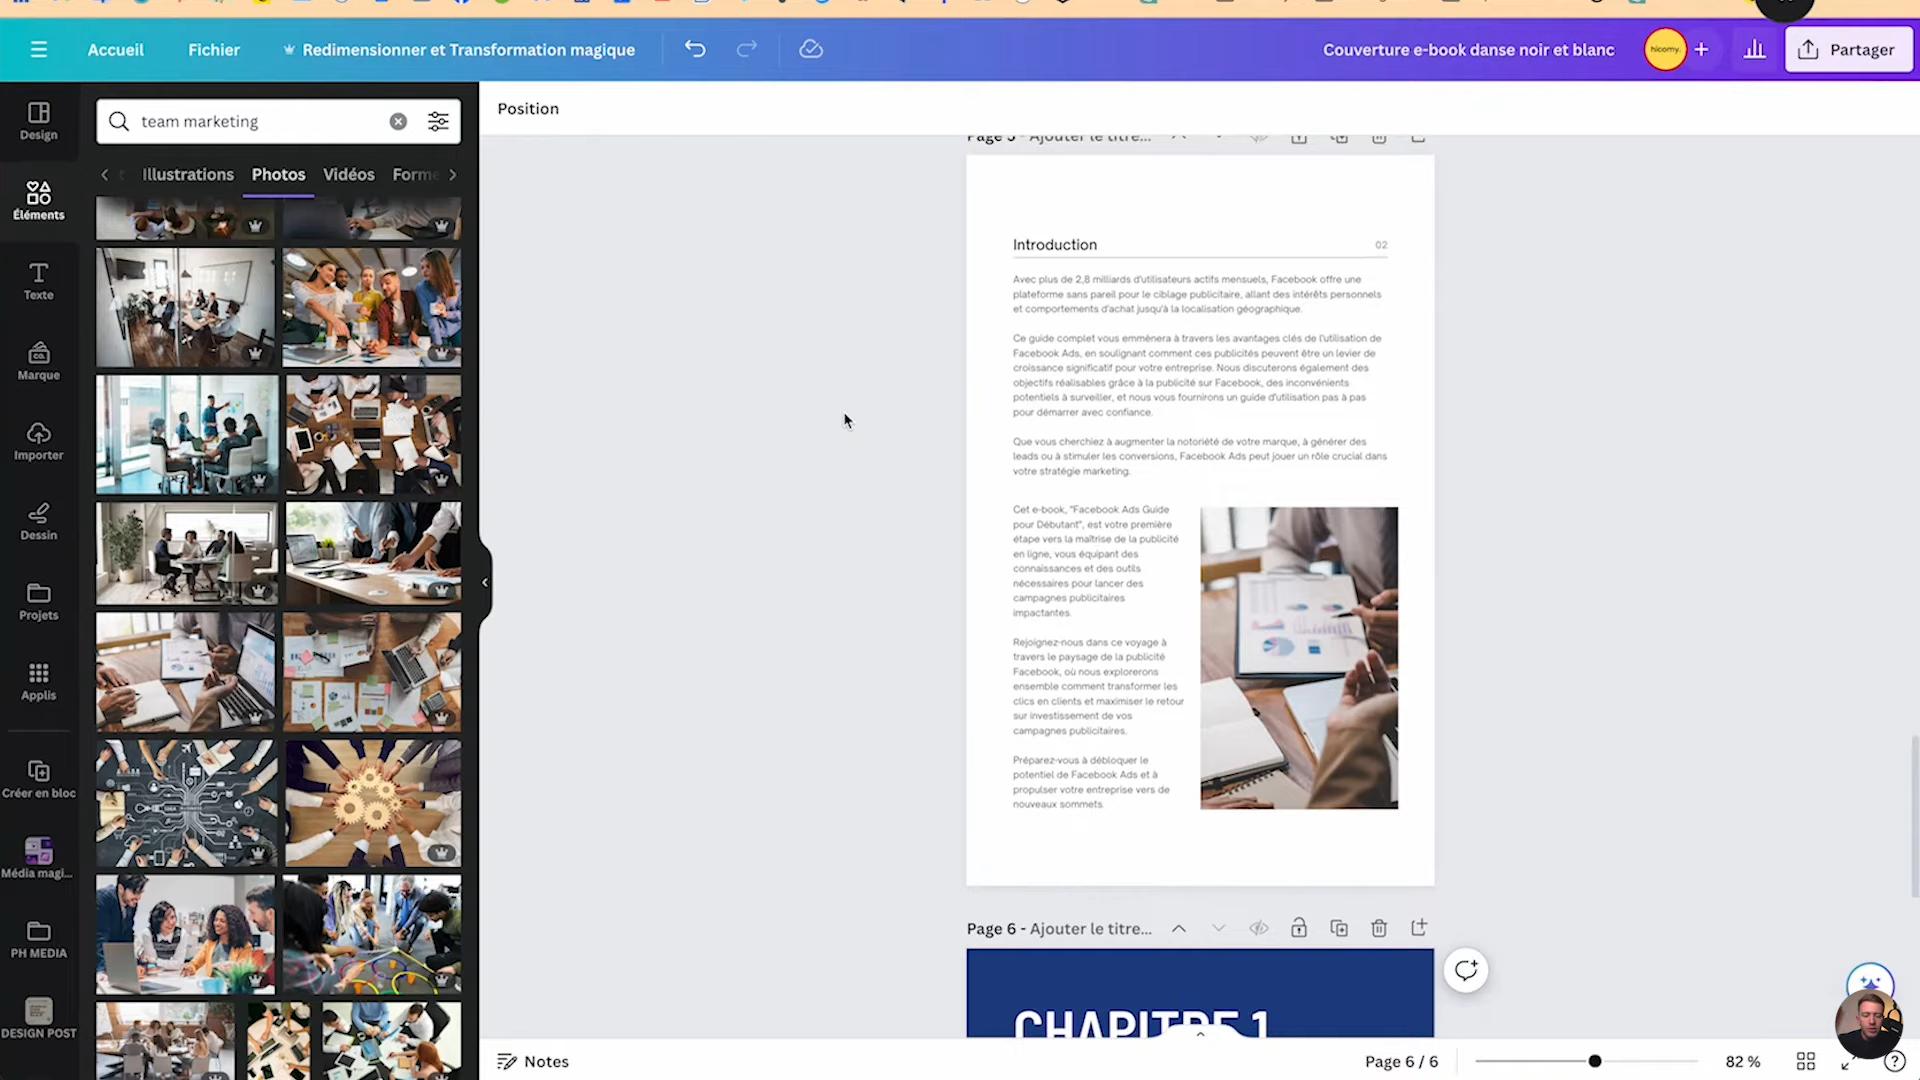 Accueil
Fichier
Redimensionner et Transformation magique
Couverture e-book danse noir et blanc
hicomy.
Partager
Design
Éléments
Texte
Marque
Importer
Dessin
Projets
Applis
Créer en bloc
Média magi...
PH MEDIA
DESIGN POST
team marketing
Illustrations
Photos
Vidéos
Forme
Position
Page 5 - Ajouter le titre...
Introduction
02
Avec plus de 2,8 milliards d'utilisateurs actifs mensuels, Facebook offre une
plateforme sans pareil pour le ciblage publicitaire, allant des intérêts personnels
et comportements d'achat jusqu'à la localisation géographique.
Ce guide complet vous emmènera à travers les avantages clés de l'utilisation de
Facebook Ads, en soulignant comment ces publicités peuvent être un levier de
croissance significatif pour votre entreprise. Nous discuterons également des
objectifs réalisables grâce à la publicité sur Facebook, des inconvénients
potentiels à surveiller, et nous vous fournirons un guide d'utilisation pas à pas
pour démarrer avec confiance.
Que vous cherchiez à augmenter la notoriété de votre marque, à générer des
leads ou à stimuler les conversions, Facebook Ads peut jouer un rôle crucial dans
votre stratégie marketing.
Cet e-book, "Facebook Ads Guide
pour Débutant", est votre première
étape vers la maîtrise de la publicité
en ligne, vous équipant des
connaissances et des outils
nécessaires pour lancer des
campagnes publicitaires
impactantes.
Rejoignez-nous dans ce voyage à
travers le paysage de la publicité
Facebook, où nous explorerons
ensemble comment transformer les
clics en clients et maximiser le retour
sur investissement de vos
campagnes publicitaires.
Préparez-vous à débloquer le
potentiel de Facebook Ads et à
propulser votre entreprise vers de
nouveaux sommets.
Page 6 - Ajouter le titre...
CHAPITRE 1
Notes
Page 6 / 6
82 %